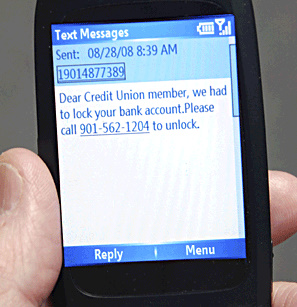 Text Messages
Sent: 08/28/08 8:39 AM
19014877389
Dear Credit Union member, we had
to lock your bank account.Please
call 901-562-1204 to unlock.
Reply Menu